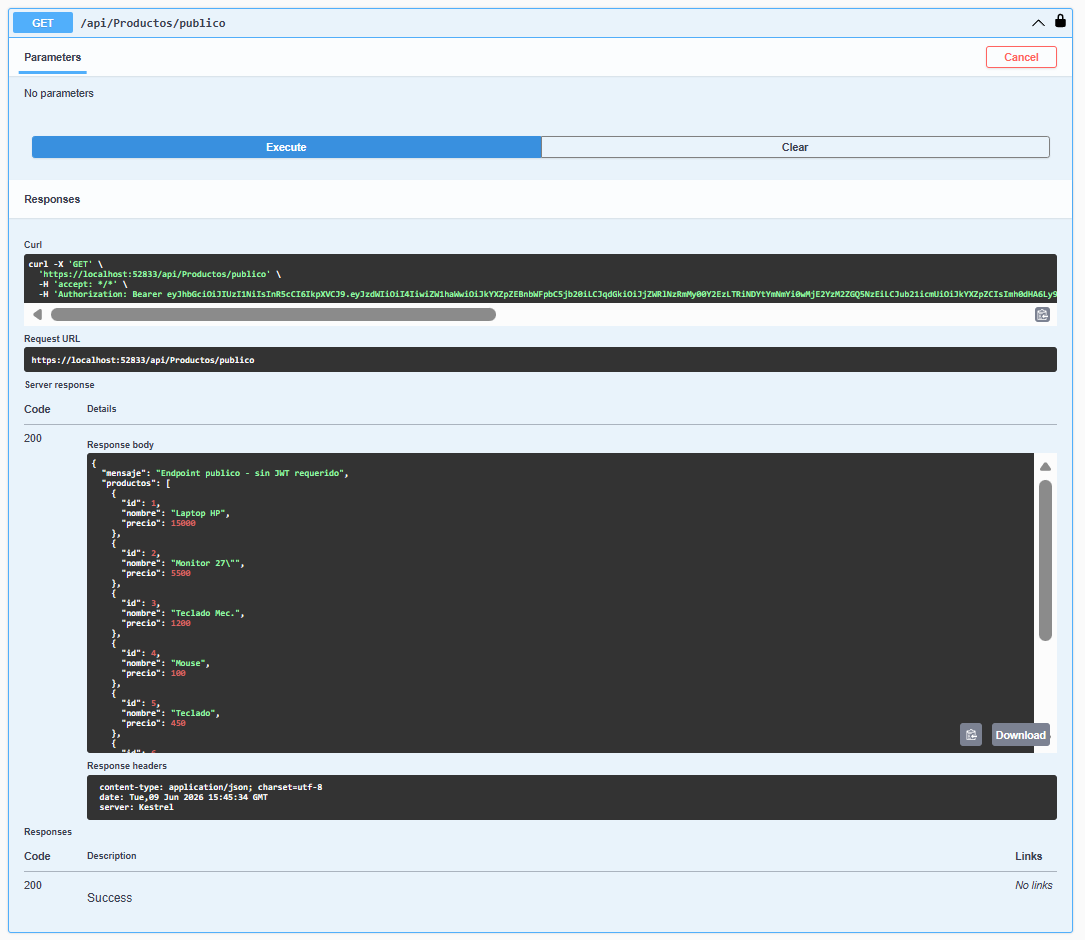 GET /api/Productos/publico
Parameters
Cancel
No parameters
Execute
Clear
Responses
Curl
curl -X 'GET' \
'https://localhost:52833/api/Productos/publico' \
-H 'accept: */*' \
-H 'Authorization: Bearer
Request URL
https://localhost:52833/api/Productos/publico
Server response
Code Details
200
Response body
{
"mensaje": "Endpoint publico - sin JWT requerido",
"productos": [
{
"id": 1,
"nombre": "Laptop HP",
"precio": 15000
},
{
"id": 2,
"nombre": "Monitor 27\"",
"precio": 5500
},
{
"id": 3,
"nombre": "Teclado Mec.",
"precio": 1200
},
{
"id": 4,
"nombre": "Mouse",
"precio": 100
},
{
"id": 5,
"nombre": "Teclado",
"precio": 450
},
{
Download
Response headers
content-type: application/json; charset=utf-8
date: Tue,09 Jun 2026 15:45:34 GMT
server: Kestrel
Responses
Code Description Links
200 No links
Success